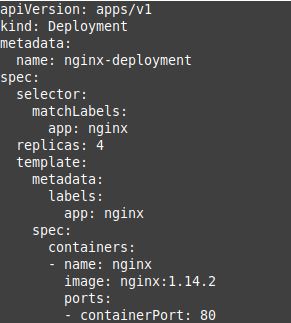 apiVersion: apps/v1
kind: Deployment
metadata:
  name: nginx-deployment
spec:
  selector:
    matchLabels:
      app: nginx
  replicas: 4
  template:
    metadata:
      labels:
        app: nginx
    spec:
      containers:
      - name: nginx
        image: nginx:1.14.2
        ports:
        - containerPort: 80